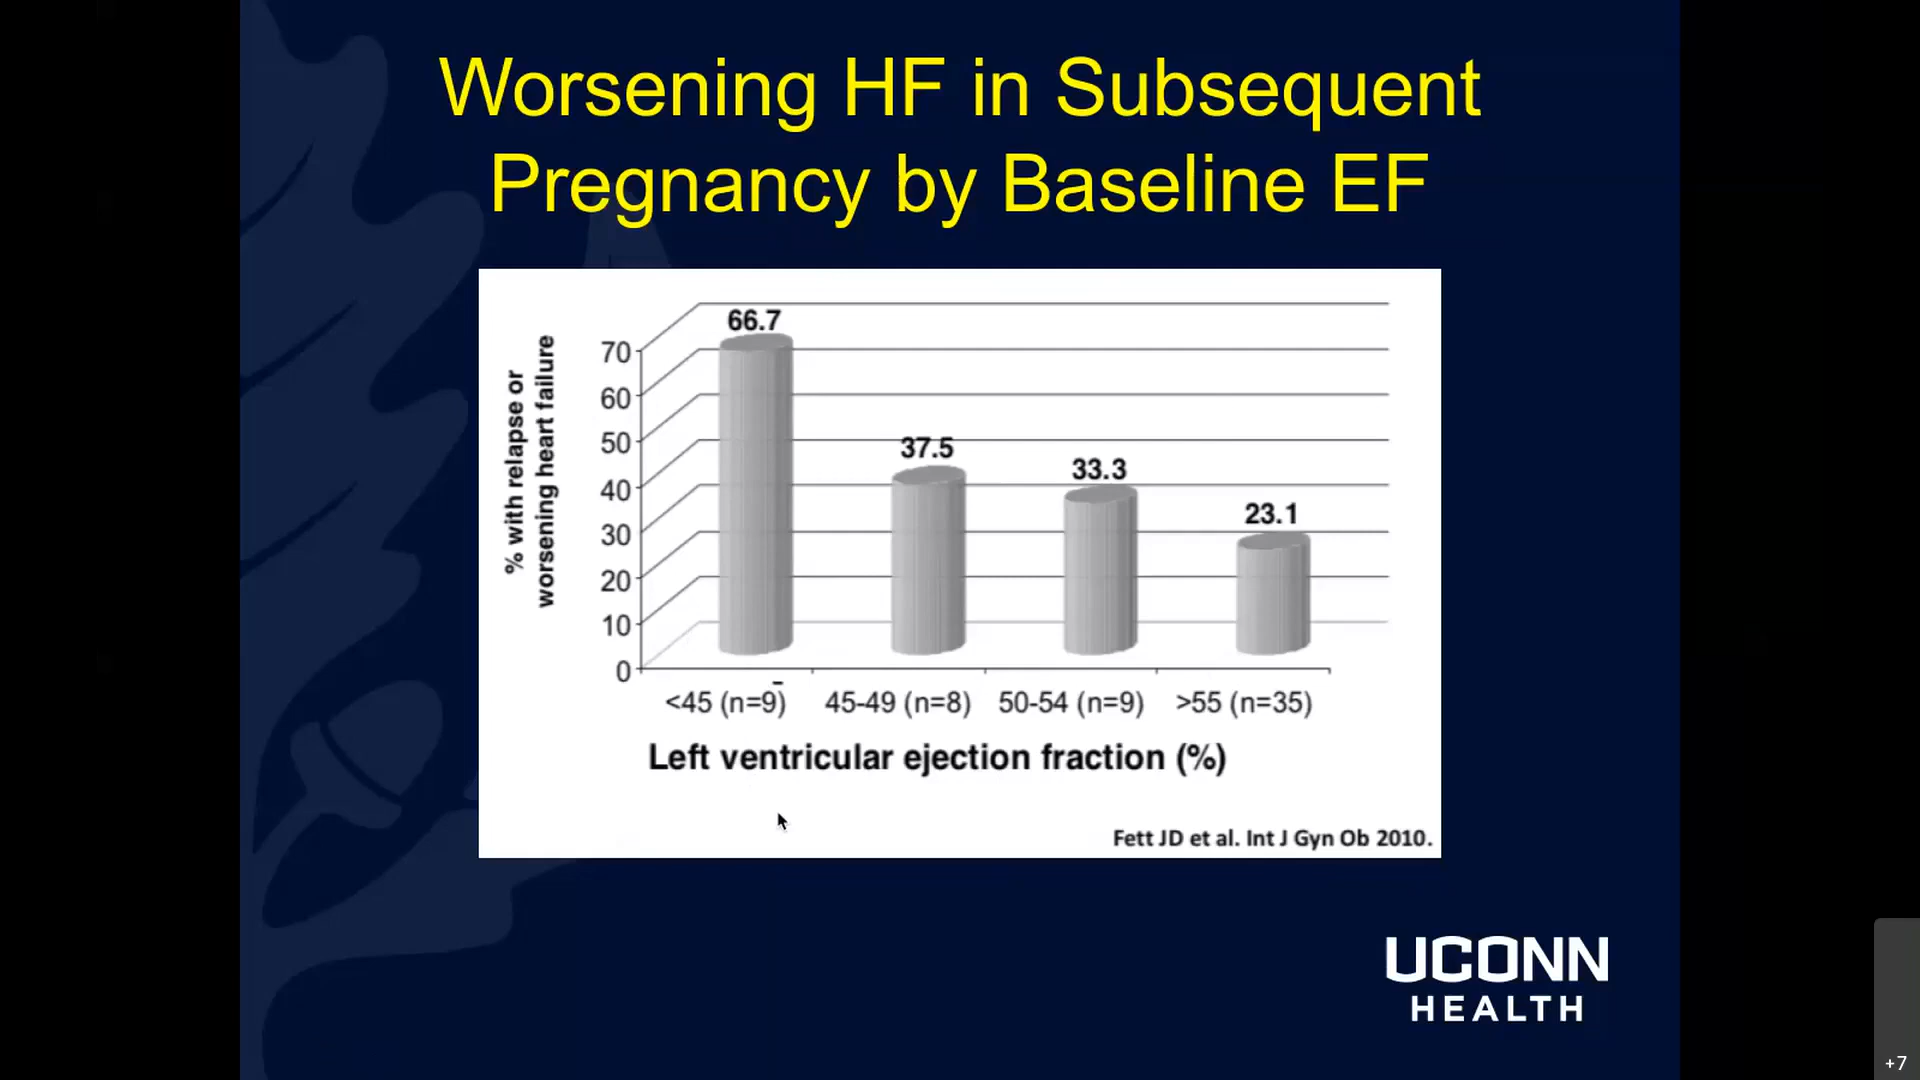 Worsening HF in Subsequent
Pregnancy by Baseline EF
% with relapse or
worsening heart failure
70
60
50
40
30
20
10
0
66.7
37.5
33.3
23.1
<45 (n=9)
45-49 (n=8)
50-54 (n=9)
>55 (n=35)
Left ventricular ejection fraction (%)
Fett JD et al. Int J Gyn Ob 2010.
UCONN
HEALTH
+7